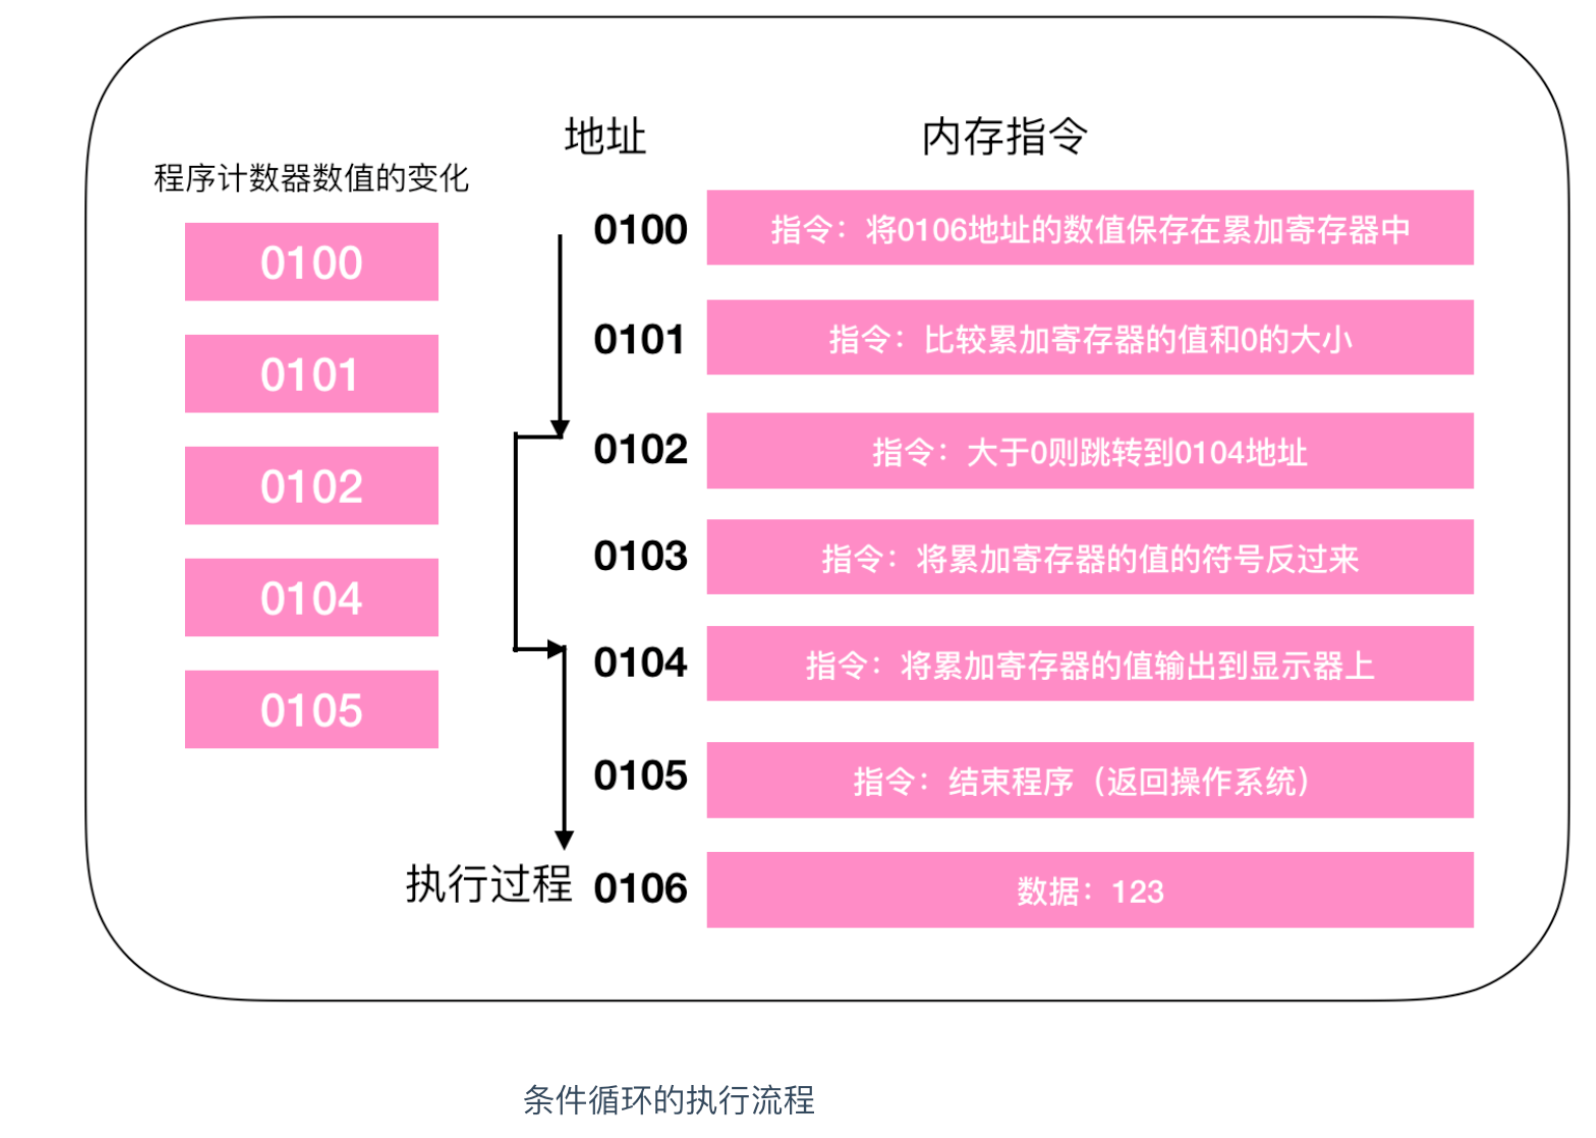 地址 内存指令
程序计数器数值的变化
0100
0101
0102
0104
0105
0100 指令：将0106地址的数值保存在累加寄存器中
0101 指令：比较累加寄存器的值和0的大小
0102 指令：大于0则跳转到0104地址
0103 指令：将累加寄存器的值的符号反过来
0104 指令：将累加寄存器的值输出到显示器上
0105 指令：结束程序（返回操作系统）
执行过程 0106 数据：123
条件循环的执行流程